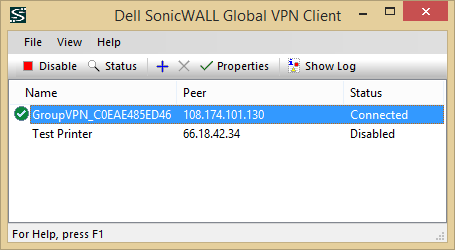 Dell SonicWALL Global VPN Client
File View Help
Disable Status Properties Show Log
Name Peer Status
GroupVPN_C0EAE485ED46 108.174.101.130 Connected
Test Printer 66.18.42.34 Disabled
For Help, press F1